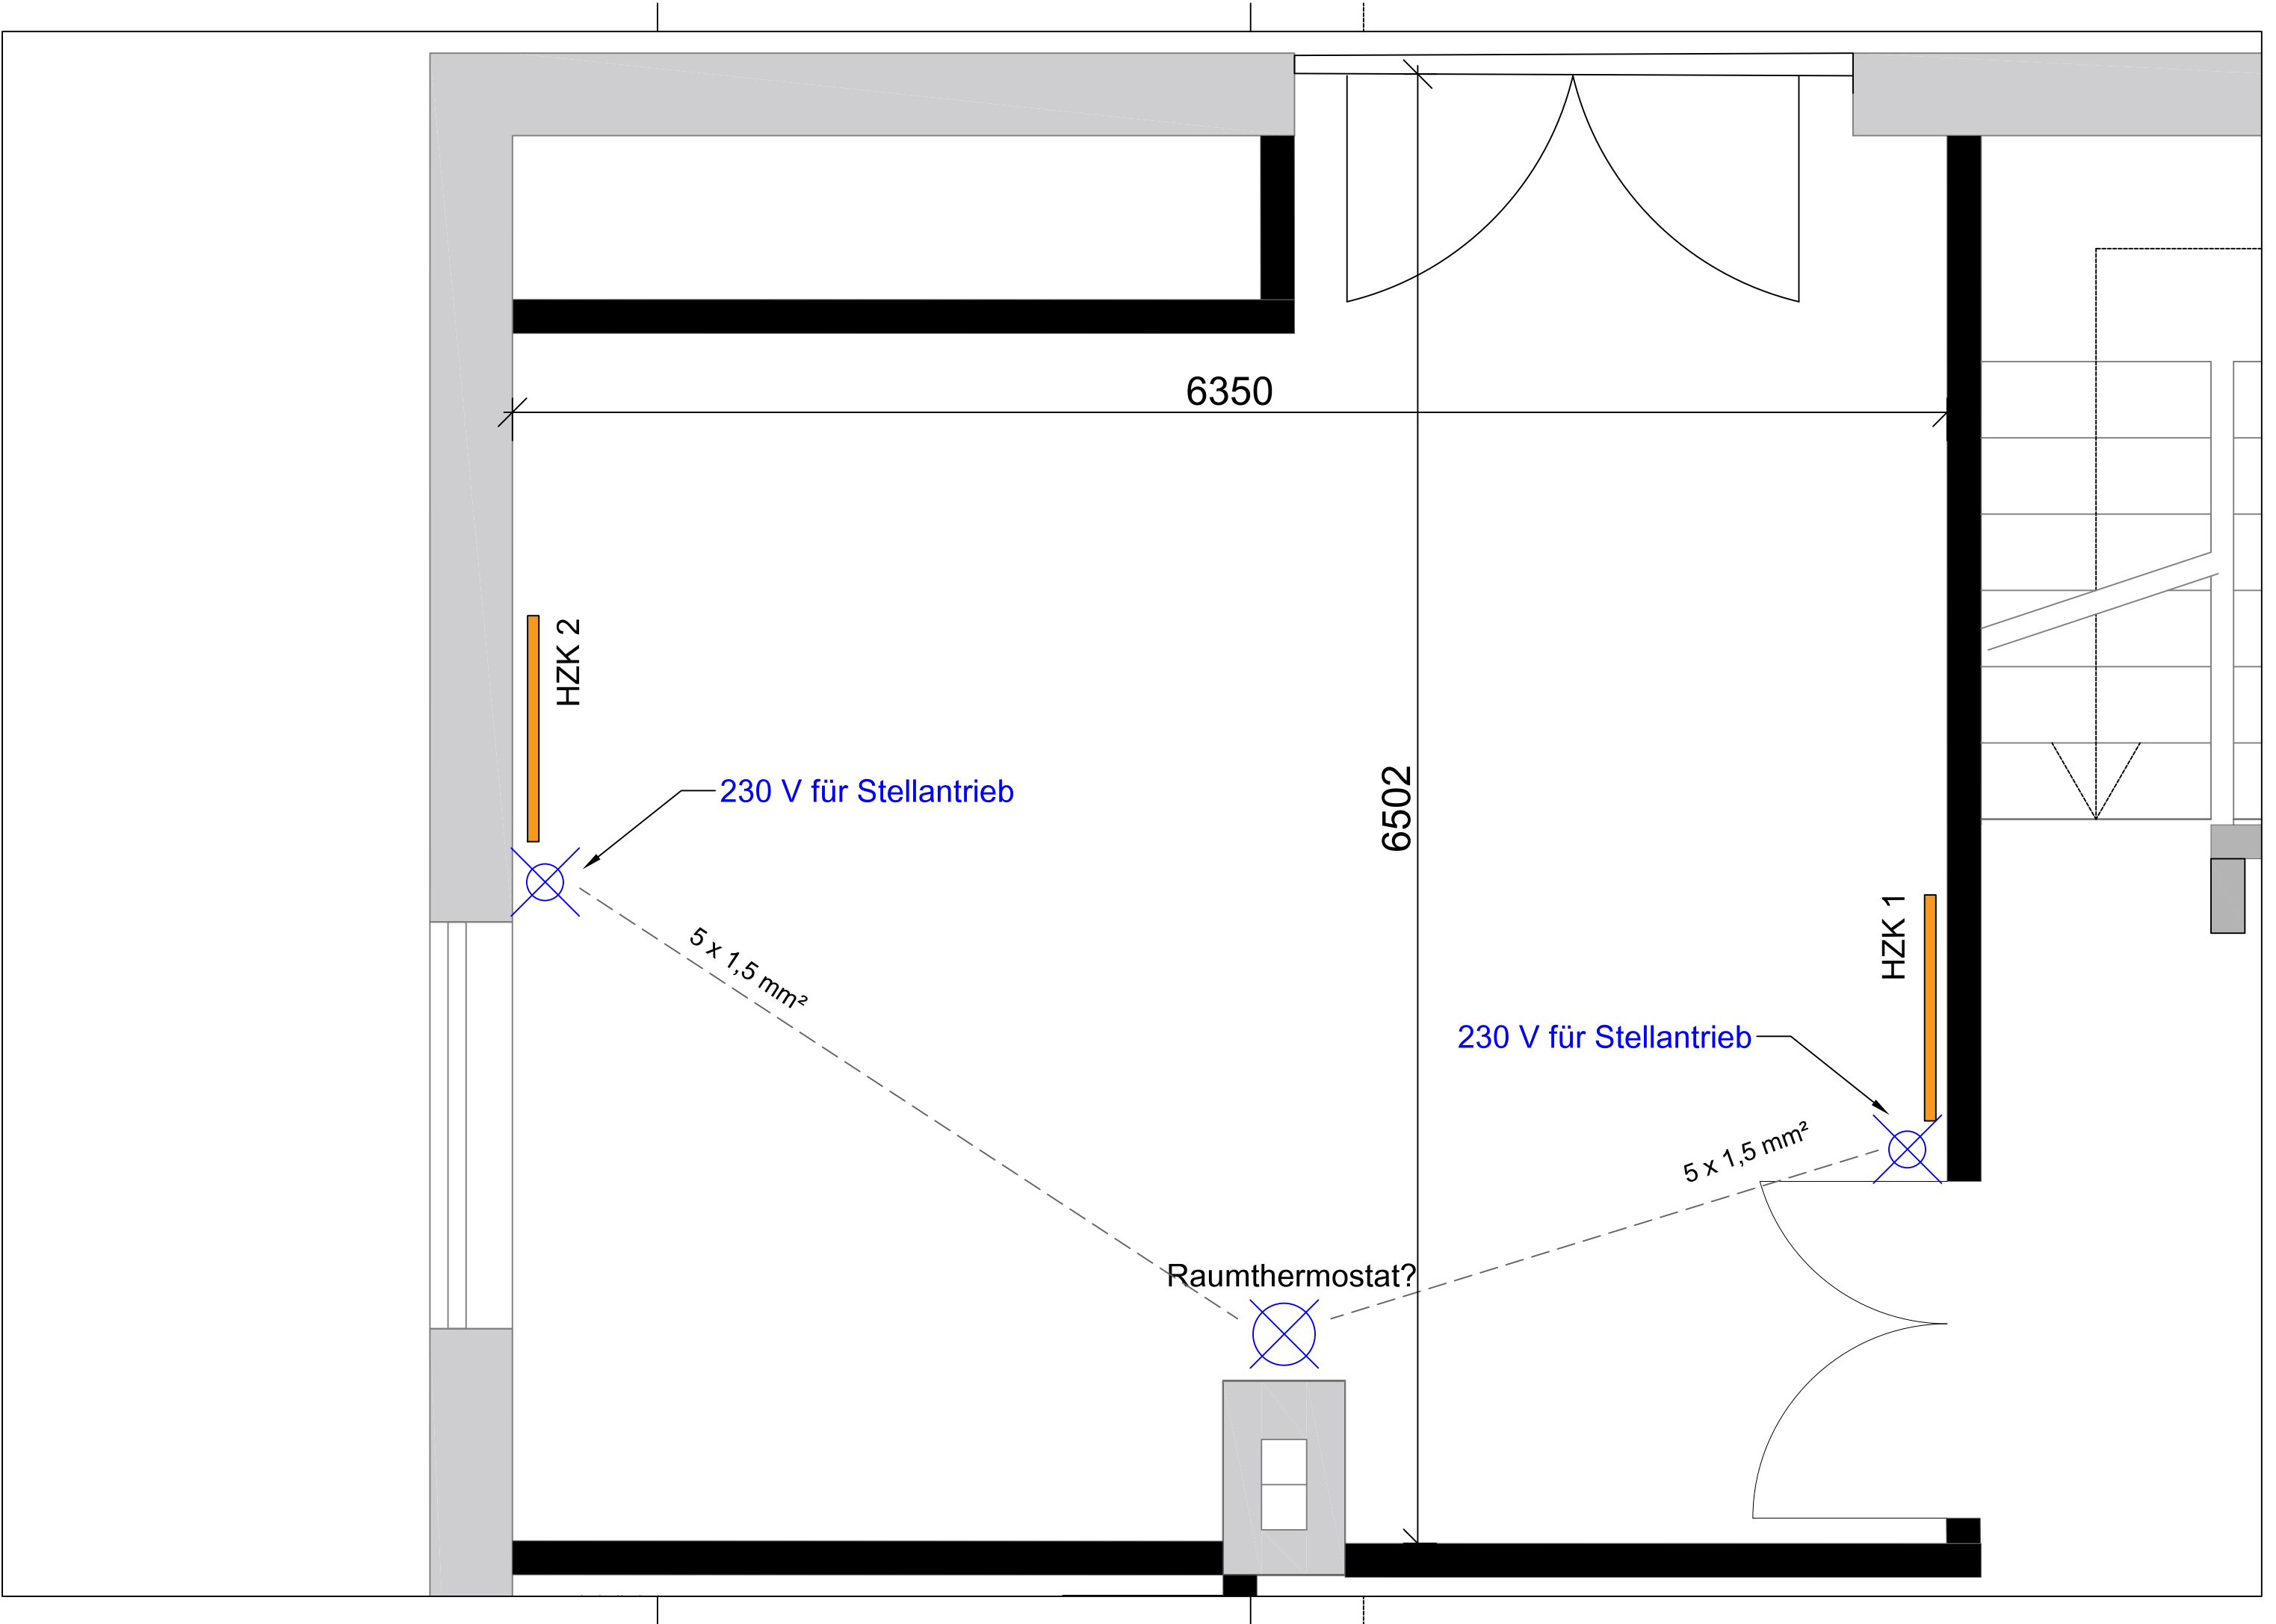 6350
HZK 2
230 V für Stellantrieb
6502
5 x 1,5 mm²
HZK 1
230 V für Stellantrieb
5 x 1,5 mm²
Raumthermostat?